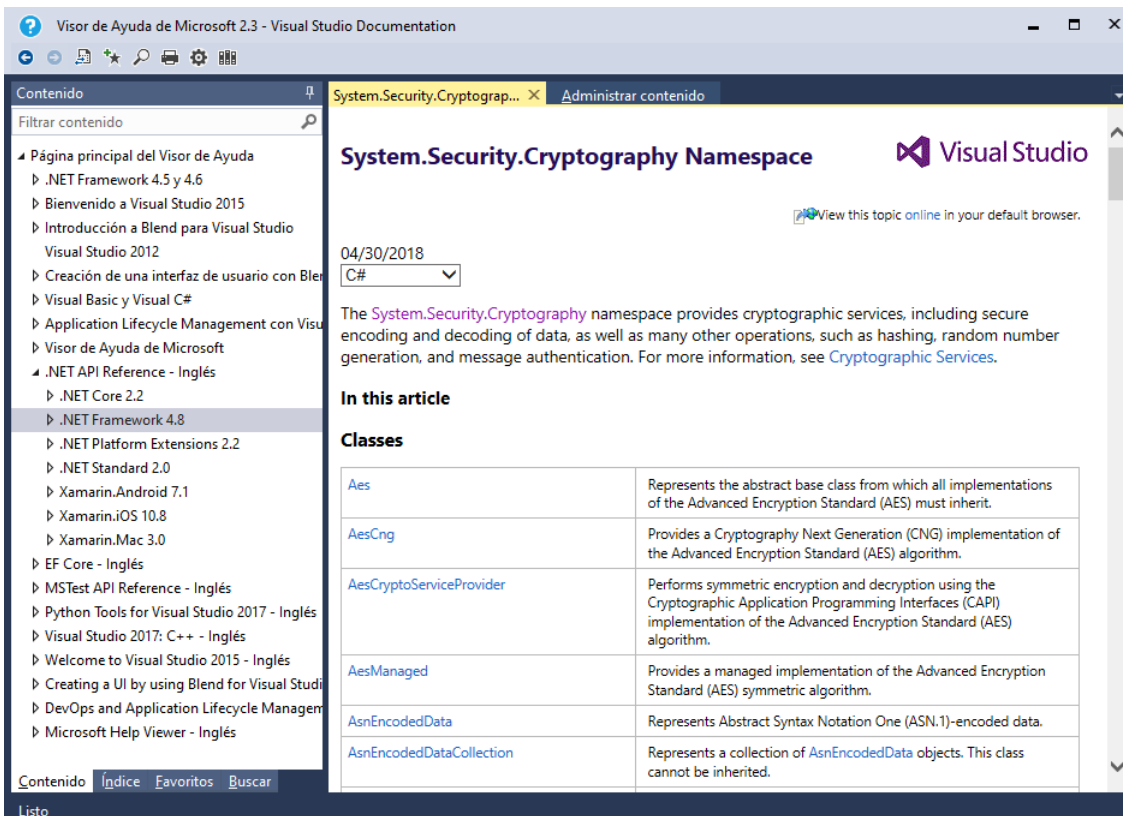 Visor de Ayuda de Microsoft 2.3 - Visual Studio Documentation
Contenido
Filtrar contenido
Página principal del Visor de Ayuda
.NET Framework 4.5 y 4.6
Bienvenido a Visual Studio 2015
Introducción a Blend para Visual Studio
Visual Studio 2012
Creación de una interfaz de usuario con Blen
Visual Basic y Visual C#
Application Lifecycle Management con Visu
Visor de Ayuda de Microsoft
.NET API Reference - Inglés
.NET Core 2.2
.NET Framework 4.8
.NET Platform Extensions 2.2
.NET Standard 2.0
Xamarin.Android 7.1
Xamarin.iOS 10.8
Xamarin.Mac 3.0
EF Core - Inglés
MSTest API Reference - Inglés
Python Tools for Visual Studio 2017 - Inglés
Visual Studio 2017: C++ - Inglés
Welcome to Visual Studio 2015 - Inglés
Creating a UI by using Blend for Visual Studi
DevOps and Application Lifecycle Managem
Microsoft Help Viewer - Inglés
Contenido Índice Favoritos Buscar
Listo
System.Security.Cryptograp... Administrar contenido
System.Security.Cryptography Namespace
Visual Studio
View this topic online in your default browser.
04/30/2018
C#
The System.Security.Cryptography namespace provides cryptographic services, including secure
encoding and decoding of data, as well as many other operations, such as hashing, random number
generation, and message authentication. For more information, see Cryptographic Services.
In this article
Classes
Aes
Represents the abstract base class from which all implementations
of the Advanced Encryption Standard (AES) must inherit.
AesCng
Provides a Cryptography Next Generation (CNG) implementation of
the Advanced Encryption Standard (AES) algorithm.
AesCryptoServiceProvider
Performs symmetric encryption and decryption using the
Cryptographic Application Programming Interfaces (CAPI)
implementation of the Advanced Encryption Standard (AES)
algorithm.
AesManaged
Provides a managed implementation of the Advanced Encryption
Standard (AES) symmetric algorithm.
AsnEncodedData
Represents Abstract Syntax Notation One (ASN.1)-encoded data.
AsnEncodedDataCollection
Represents a collection of AsnEncodedData objects. This class
cannot be inherited.